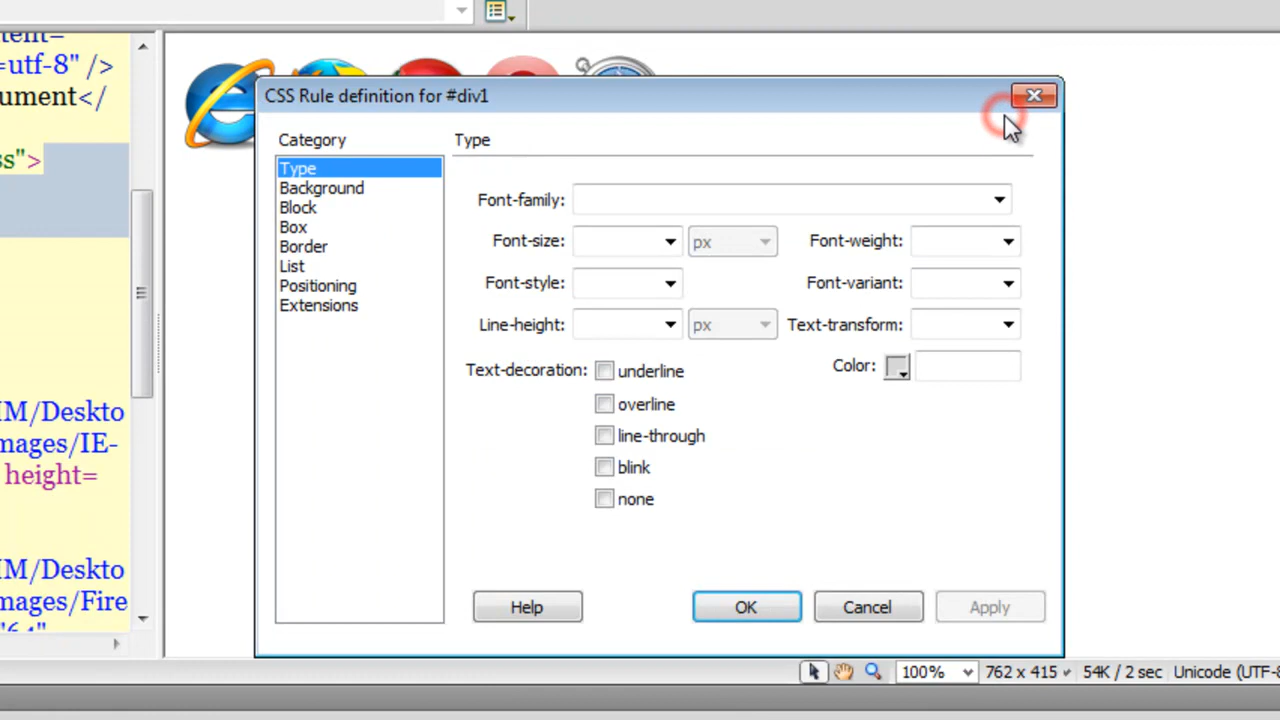 =utf-8" />
ument</
ss">
IM/Deskto
mages/IE-
height=
IM/Deskto
mages/Fire
CSS Rule definition for #div1
Category
Type
Background
Block
Box
Border
List
Positioning
Extensions
Type
Font-family:
Font-size: px Font-weight:
Font-style: Font-variant:
Line-height: px Text-transform:
Text-decoration: underline Color:
overline
line-through
blink
none
Help OK Cancel Apply
100% 762 x 415 54K / 2 sec Unicode (UTF-8